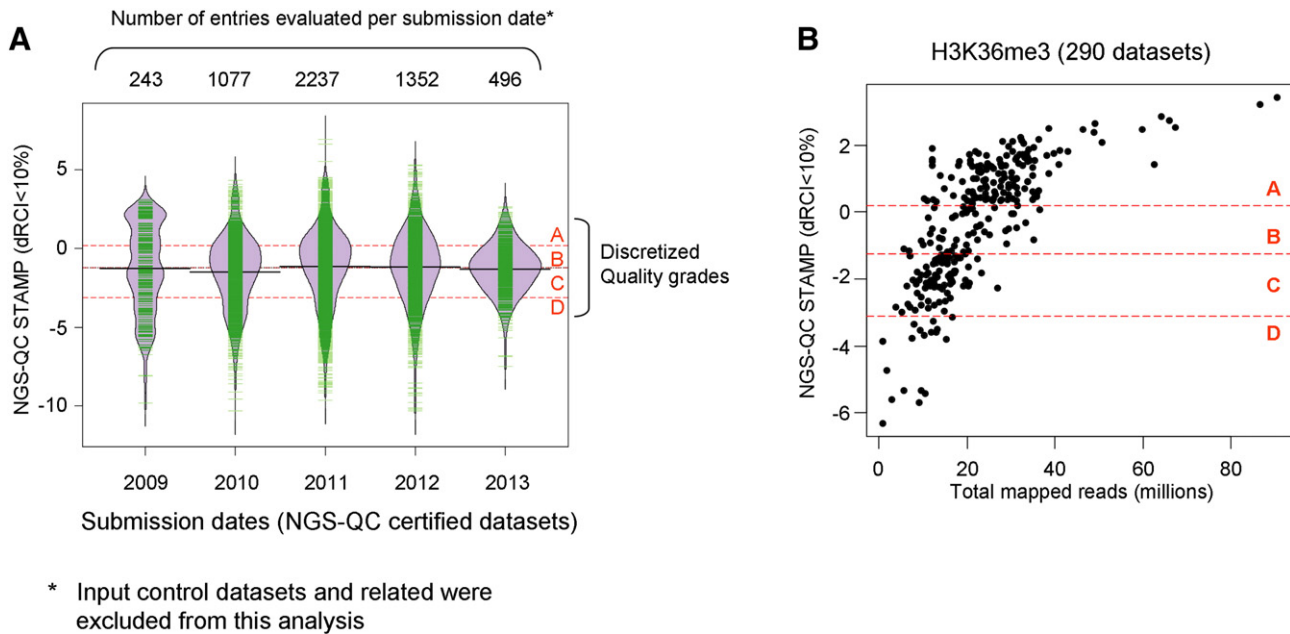 A
Number of entries evaluated per submission date*
243 1077 2237 1352 496
NGS-QC STAMP (dRCI<10%)
5
0
-5
-10
A
B
C
D
Discretized
Quality grades
2009 2010 2011 2012 2013
Submission dates (NGS-QC certified datasets)
* Input control datasets and related were
excluded from this analysis
B
H3K36me3 (290 datasets)
NGS-QC STAMP (dRCI<10%)
2
0
-2
-4
-6
A
B
C
D
0 20 40 60 80
Total mapped reads (millions)